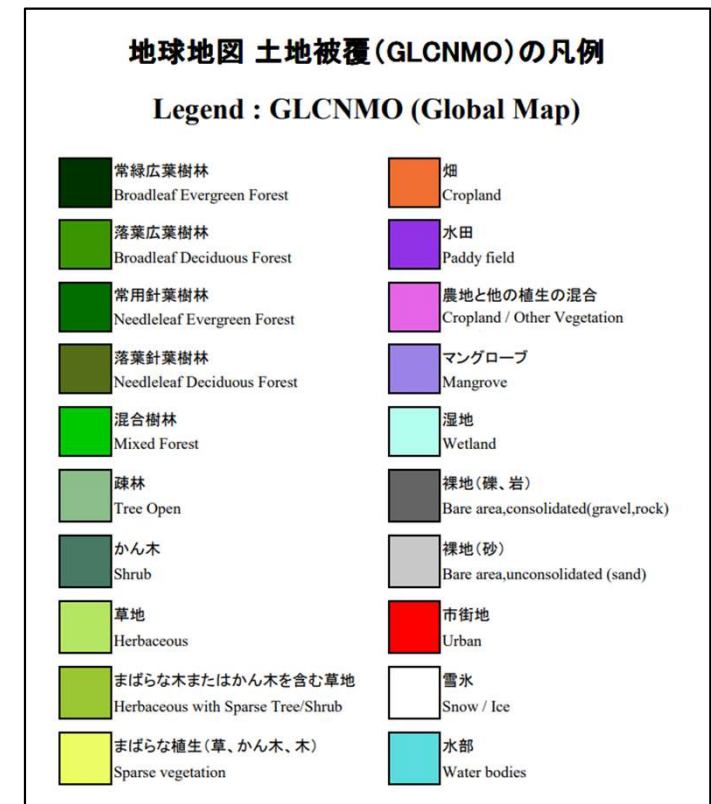 地球地図 土地被覆(GLCNMO)の凡例
Legend : GLCNMO (Global Map)
常緑広葉樹林
Broadleaf Evergreen Forest
落葉広葉樹林
Broadleaf Deciduous Forest
常用針葉樹林
Needleleaf Evergreen Forest
落葉針葉樹林
Needleleaf Deciduous Forest
混合樹林
Mixed Forest
疎林
Tree Open
かん木
Shrub
草地
Herbaceous
まばらな木またはかん木を含む草地
Herbaceous with Sparse Tree/Shrub
まばらな植生(草、かん木、木)
Sparse vegetation
畑
Cropland
水田
Paddy field
農地と他の植生の混合
Cropland / Other Vegetation
マングローブ
Mangrove
湿地
Wetland
裸地(礫、岩)
Bare area,consolidated(gravel,rock)
裸地(砂)
Bare area,unconsolidated (sand)
市街地
Urban
雪氷
Snow / Ice
水部
Water bodies